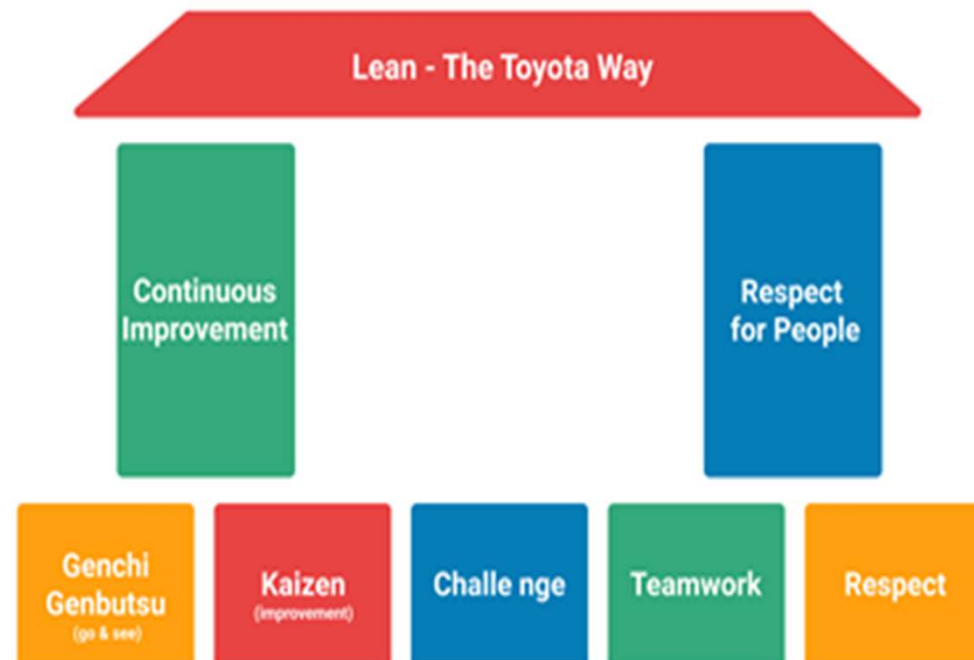 Lean - The Toyota Way
Continuous
Improvement
Respect
for People
Genchi
Genbutsu
(go & see)
Kaizen
(improvement)
Challe nge
Teamwork
Respect